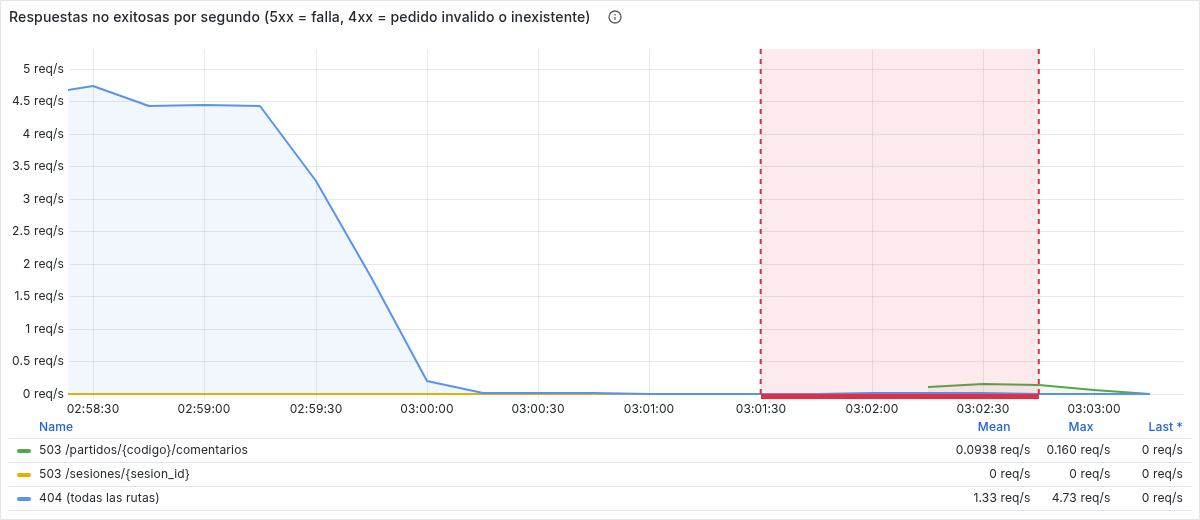 Respuestas no exitosas por segundo (5xx = falla, 4xx = pedido invalido o inexistente)
5 req/s
4.5 req/s
4 req/s
3.5 req/s
3 req/s
2.5 req/s
2 req/s
1.5 req/s
1 req/s
0.5 req/s
0 req/s
02:58:30 02:59:00 02:59:30 03:00:00 03:00:30 03:01:00 03:01:30 03:02:00 03:02:30 03:03:00
Name Mean Max Last *
503 /partidos/{codigo}/comentarios 0.0938 req/s 0.160 req/s 0 req/s
503 /sesiones/{sesion_id} 0 req/s 0 req/s 0 req/s
404 (todas las rutas) 1.33 req/s 4.73 req/s 0 req/s